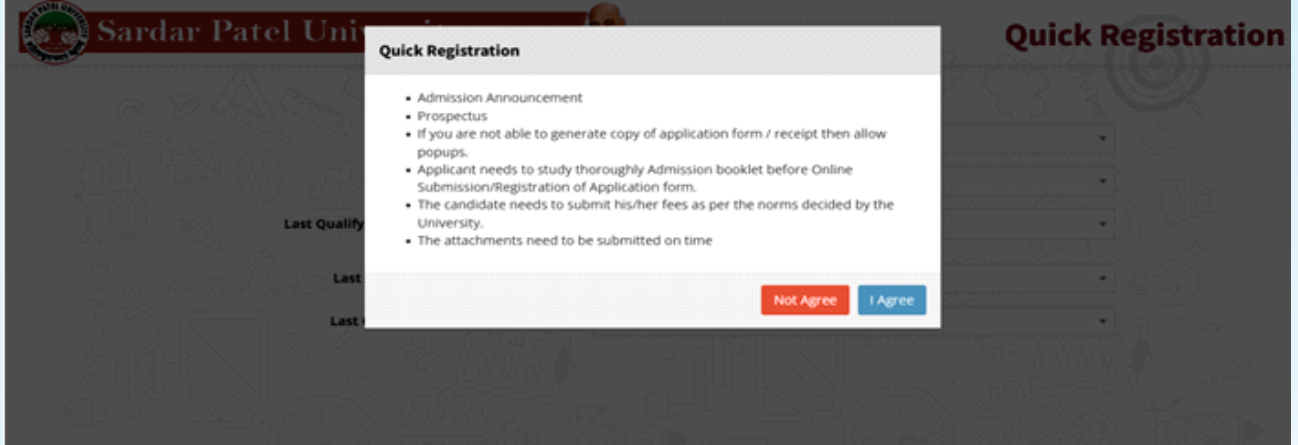 Sardar Patel Uni
Quick Registration
Quick Registration
• Admission Announcement
• Prospectus
• If you are not able to generate copy of application form / receipt then allow
popups.
• Applicant needs to study thoroughly Admission booklet before Online
Submission/Registration of Application form.
• The candidate needs to submit his/her fees as per the norms decided by the
University.
• The attachments need to be submitted on time
Last Qualify
Last
Last
Not Agree
I Agree